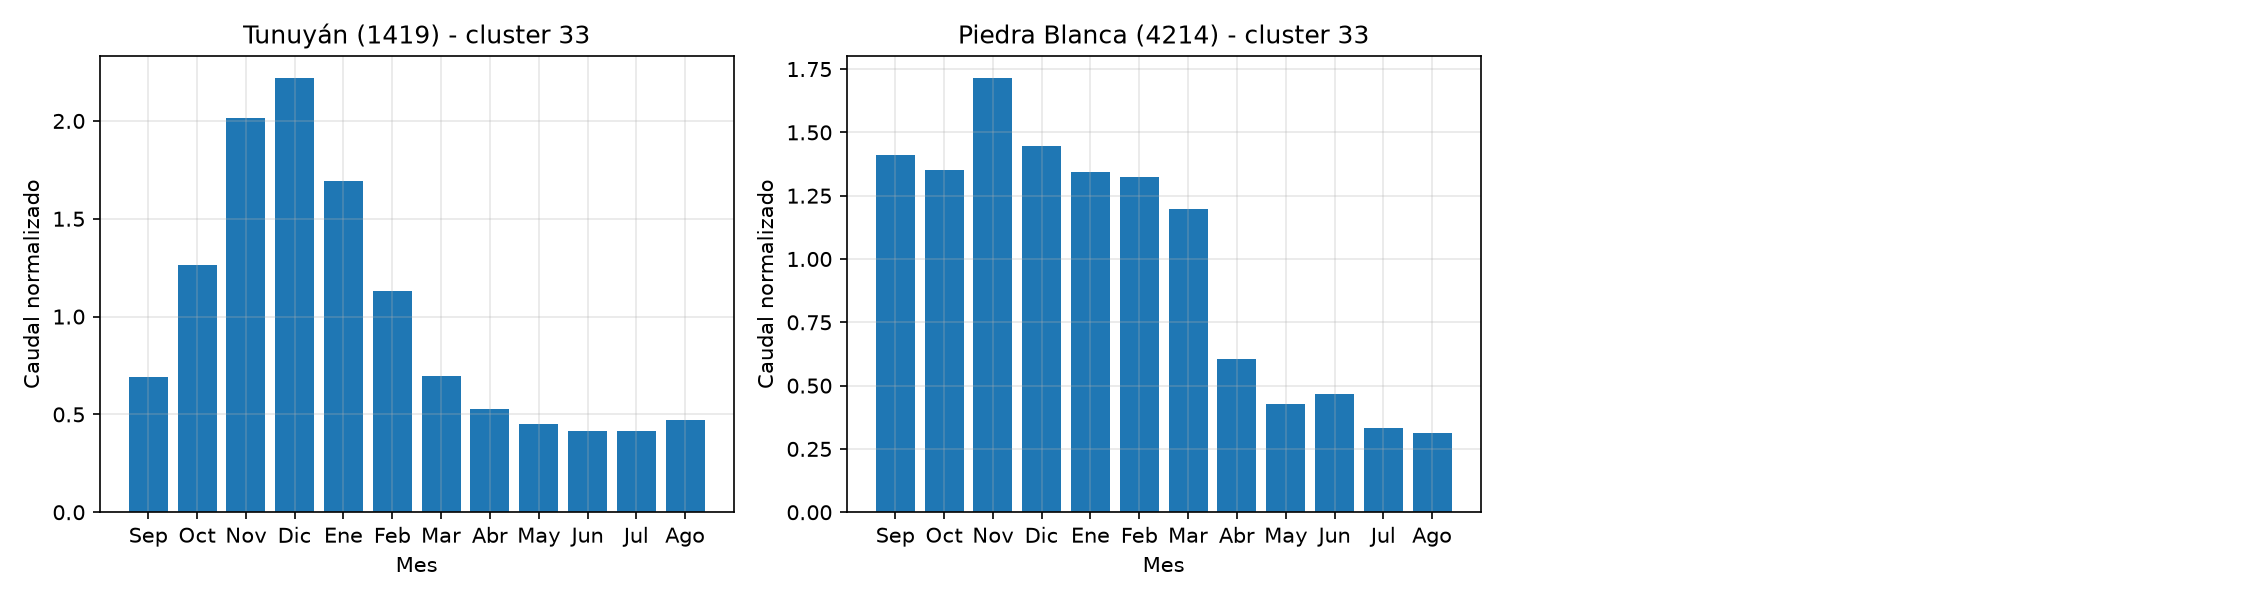 Tunuyán (1419) - cluster 33
Caudal normalizado
2.0
1.5
1.0
0.5
0.0
Sep Oct Nov Dic Ene Feb Mar Abr May Jun Jul Ago
Mes
Piedra Blanca (4214) - cluster 33
Caudal normalizado
1.75
1.50
1.25
1.00
0.75
0.50
0.25
0.00
Sep Oct Nov Dic Ene Feb Mar Abr May Jun Jul Ago
Mes